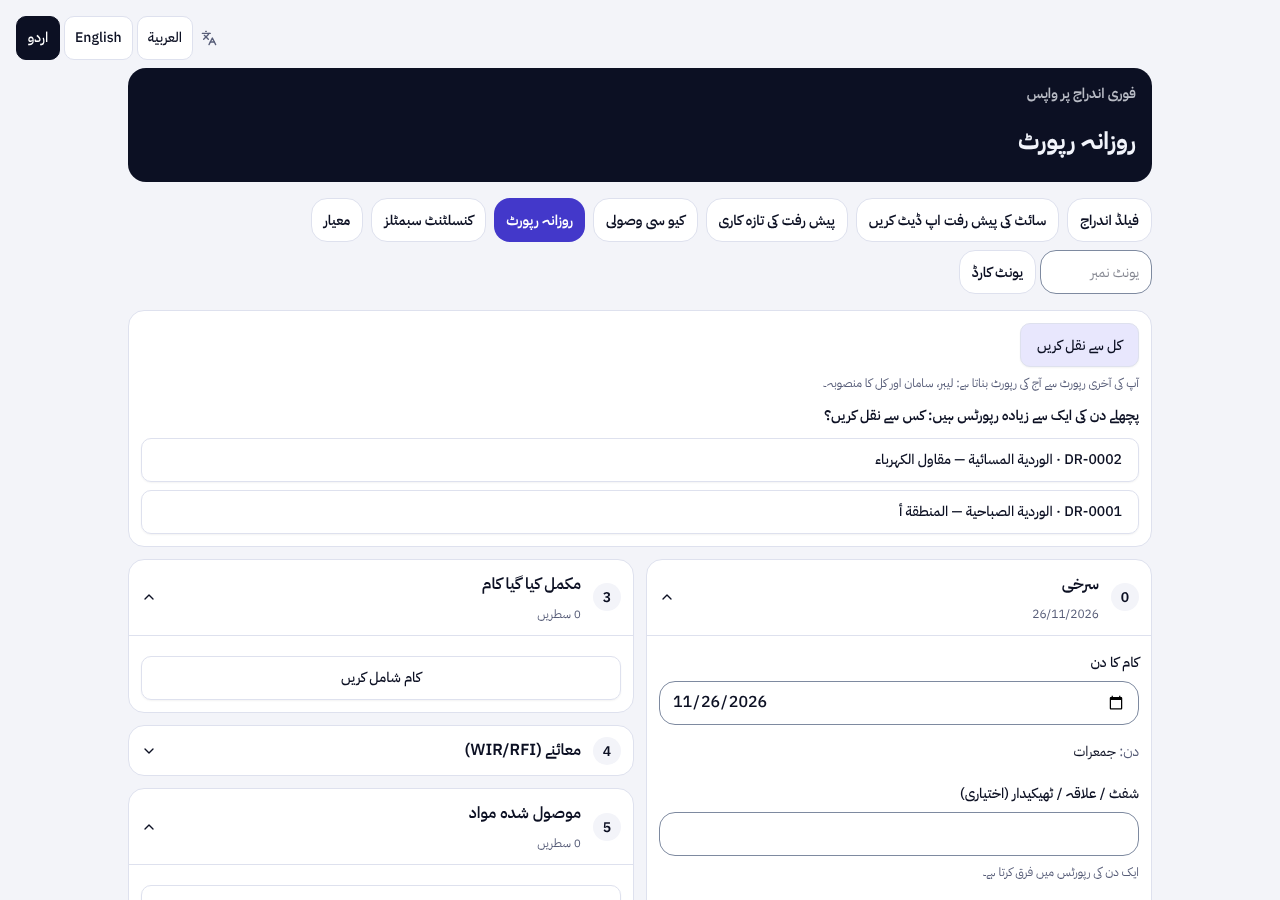 العربية
English
اردو
فوری اندراج پر واپس
روزانہ رپورٹ
فیلڈ اندراج
سائٹ کی پیش رفت اپ ڈیٹ کریں
پیش رفت کی تازہ کاری
کیو سی وصولی
روزانہ رپورٹ
کنسلٹنٹ سبمٹلز
معیار
یونٹ نمبر
یونٹ کارڈ
کل سے نقل کریں
آپ کی آخری رپورٹ سے آج کی رپورٹ بناتا ہے: لیبر، سامان اور کل کا منصوبہ۔
پچھلے دن کی ایک سے زیادہ رپورٹس ہیں: کس سے نقل کریں؟
DR-0002 · الوردية المسائية — مقاول الكهرباء
DR-0001 · الوردية الصباحية — المنطقة أ
0
سرخی
26/11/2026
کام کا دن
11/26/2026
دن: جمعرات
شفٹ / علاقہ / ٹھیکیدار (اختیاری)
ایک دن کی رپورٹس میں فرق کرتا ہے۔
3
مکمل کیا گیا کام
0 سطریں
کام شامل کریں
4
معائنے (WIR/RFI)
5
موصول شدہ مواد
0 سطریں